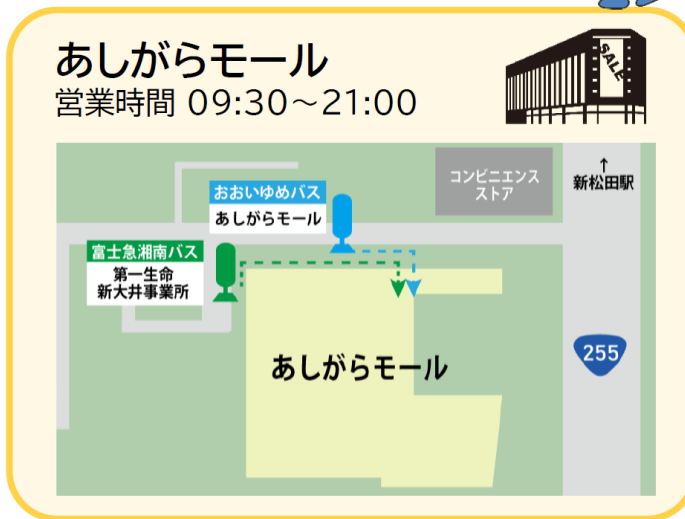 あしがらモール
営業時間 09:30～21:00
SALE
コンビニエンス
ストア
↑
新松田駅
おおいゆめバス
あしがらモール
富士急湘南バス
第一生命
新大井事業所
255
あしがらモール